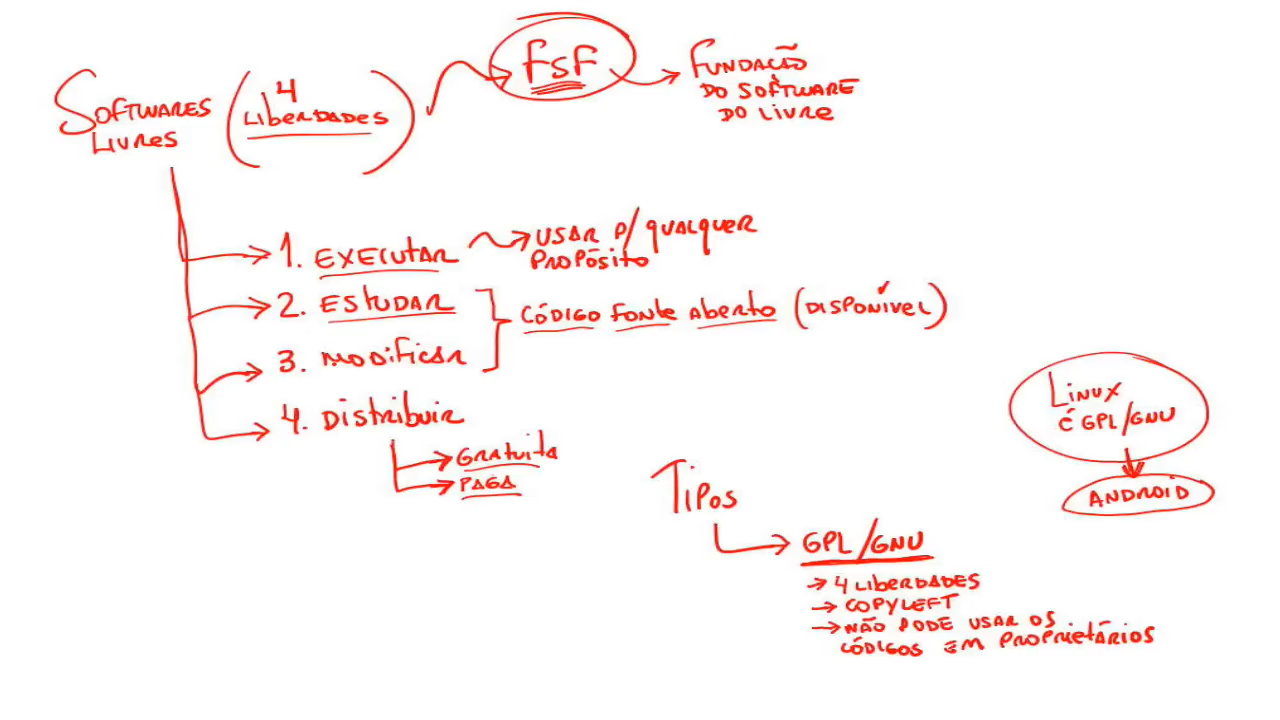 SOFTWARES
LIVRES
(4
LIBERDADES)
FSF
FUNDAÇÃO
DO SOFTWARE
DO LIVRE
1. EXECUTAR
USAR P/ QUALQUER
PROPÓSITO
2. ESTUDAR
CÓDIGO FONTE ABERTO (DISPONÍVEL)
3. MODIFICAR
4. DISTRIBUIR
GRATUITA
PAGA
LINUX
É GPL/GNU
ANDROID
TIPOS
GPL/GNU
→ 4 LIBERDADES
→ COPYLEFT
→ NÃO PODE USAR OS
CÓDIGOS EM PROPRIETÁRIOS